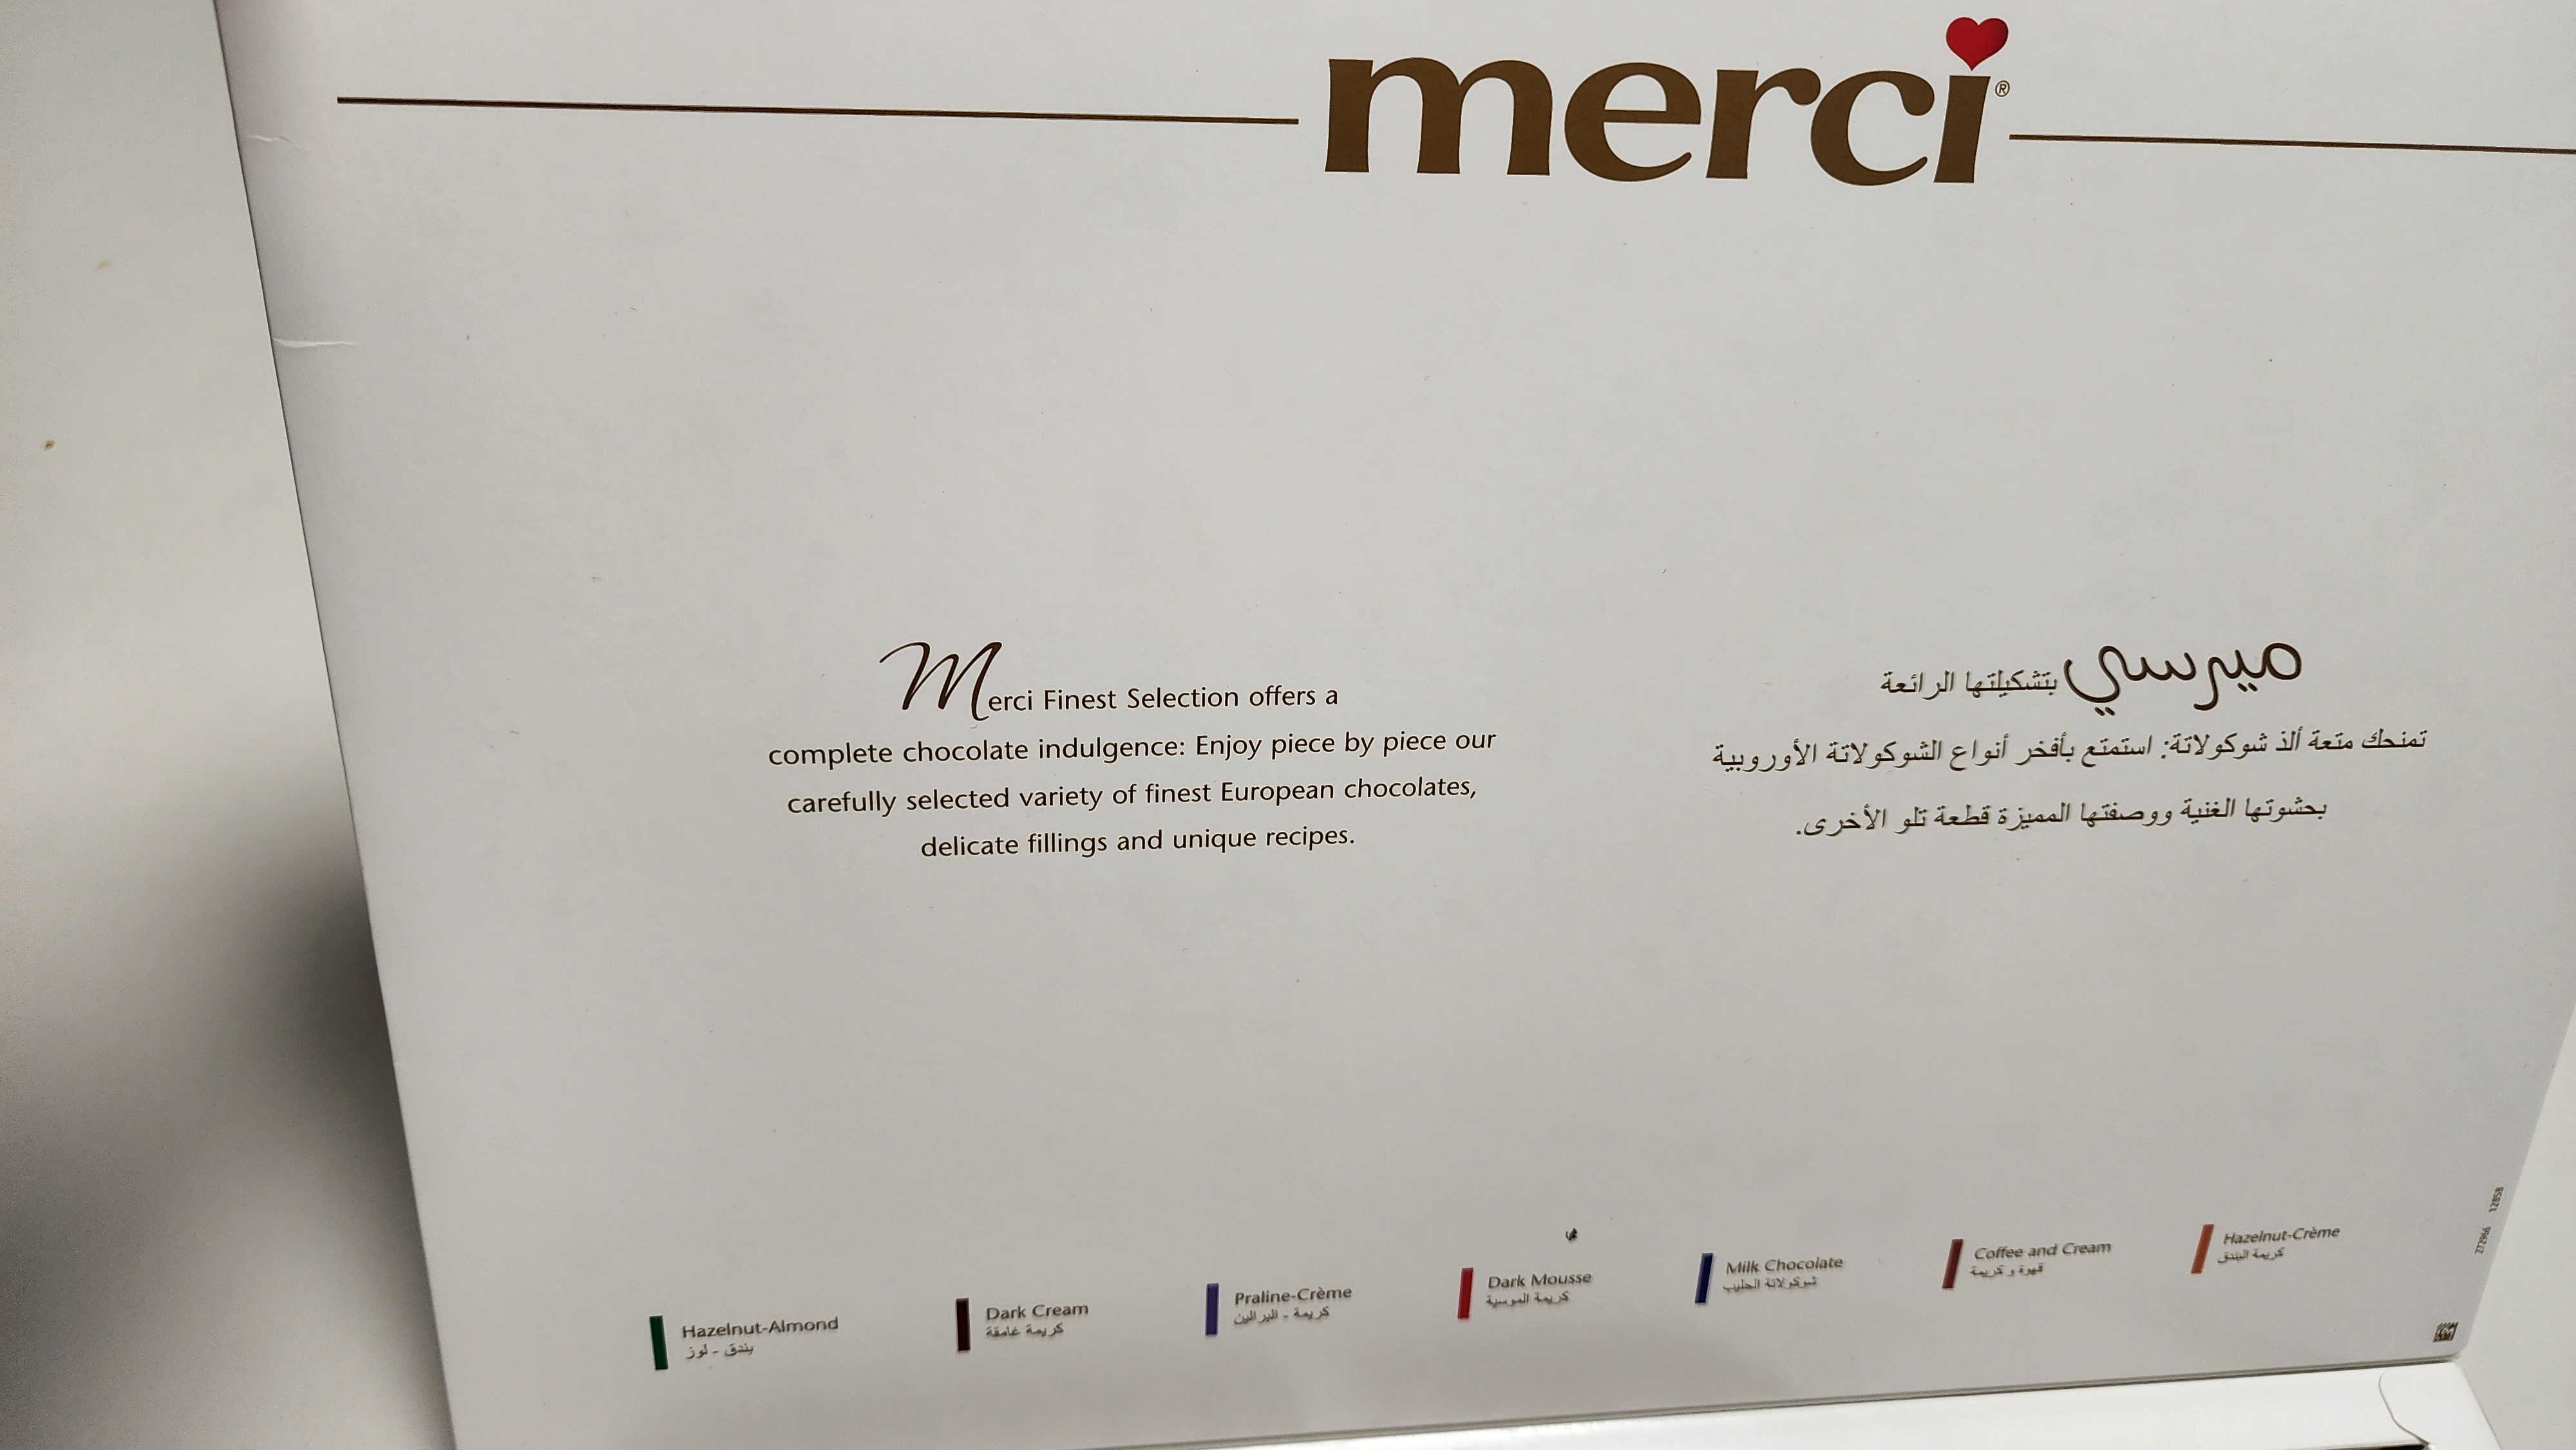 merci®
Merci Finest Selection offers a
complete chocolate indulgence: Enjoy piece by piece our
carefully selected variety of finest European chocolates,
delicate fillings and unique recipes.
ميرسي بتشكيلتها الرائعة
تمنحك متعة ألذ شوكولاتة: استمتع بأفخر أنواع الشوكولاتة الأوروبية
بحشوتها الغنية ووصفتها المميزة قطعة تلو الأخرى.
Hazelnut-Almond
بندق - لوز
Dark Cream
كريمة غامقة
Praline-Crème
كريمة - البرالين
Dark Mousse
كريمة الموسية
Milk Chocolate
شوكولاتة الحليب
Coffee and Cream
قهوة و كريمة
Hazelnut-Crème
كريمة البندق
272966 12858